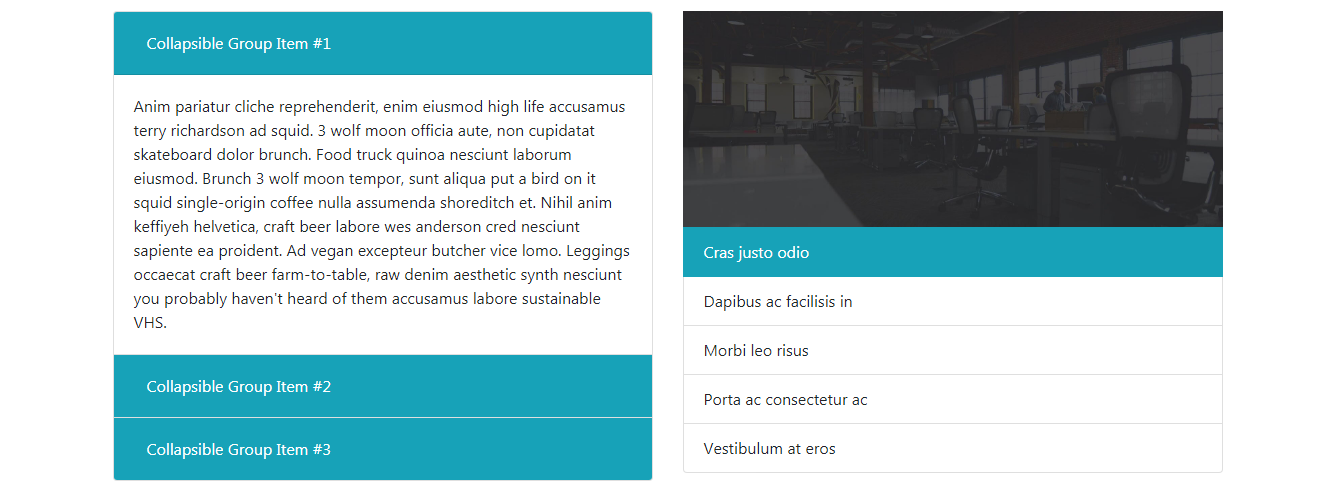 Collapsible Group Item #1
Anim pariatur cliche reprehenderit, enim eiusmod high life accusamus
terry richardson ad squid. 3 wolf moon officia aute, non cupidatat
skateboard dolor brunch. Food truck quinoa nesciunt laborum
eiusmod. Brunch 3 wolf moon tempor, sunt aliqua put a bird on it
squid single-origin coffee nulla assumenda shoreditch et. Nihil anim
keffiyeh helvetica, craft beer labore wes anderson cred nesciunt
sapiente ea proident. Ad vegan excepteur butcher vice lomo. Leggings
occaecat craft beer farm-to-table, raw denim aesthetic synth nesciunt
you probably haven't heard of them accusamus labore sustainable
VHS.
Collapsible Group Item #2
Collapsible Group Item #3
Cras justo odio
Dapibus ac facilisis in
Morbi leo risus
Porta ac consectetur ac
Vestibulum at eros